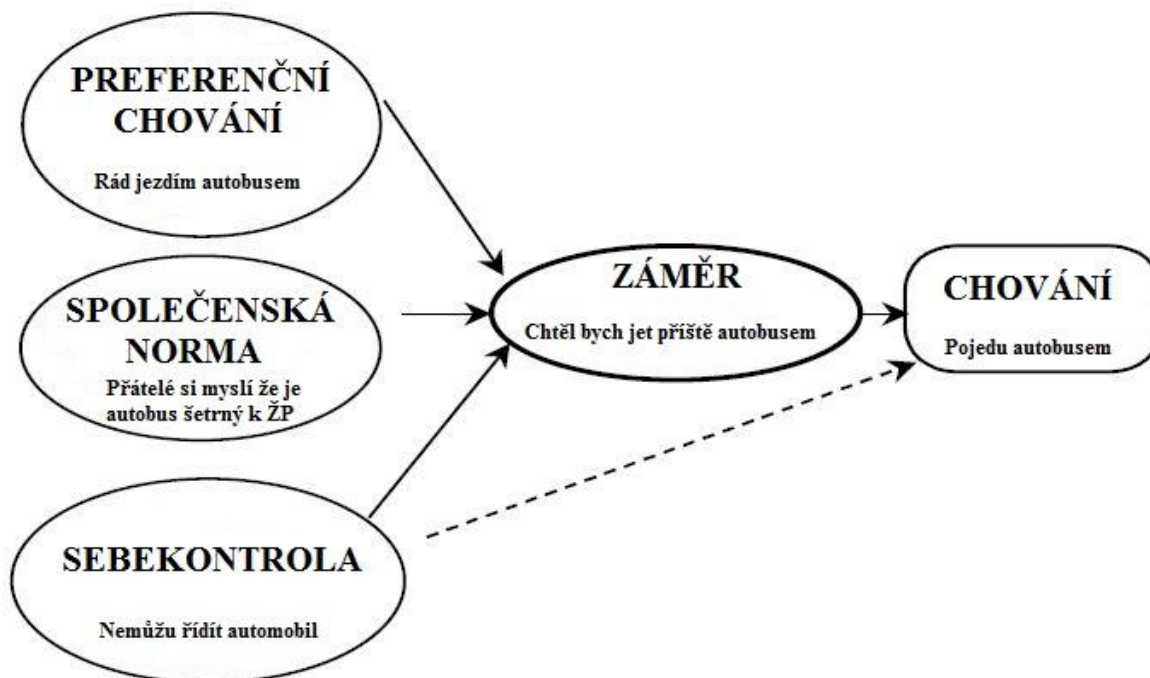 PREFERENČNÍ
CHOVÁNÍ
Rád jezdím autobusem
SPOLEČENSKÁ
NORMA
Přátelé si myslí že je
autobus šetrný k ŽP
SEBEKONTROLA
Nemůžu řídít automobil
ZÁMĚR
Chtěl bych jet příště autobusem
CHOVÁNÍ
Pojedu autobusem